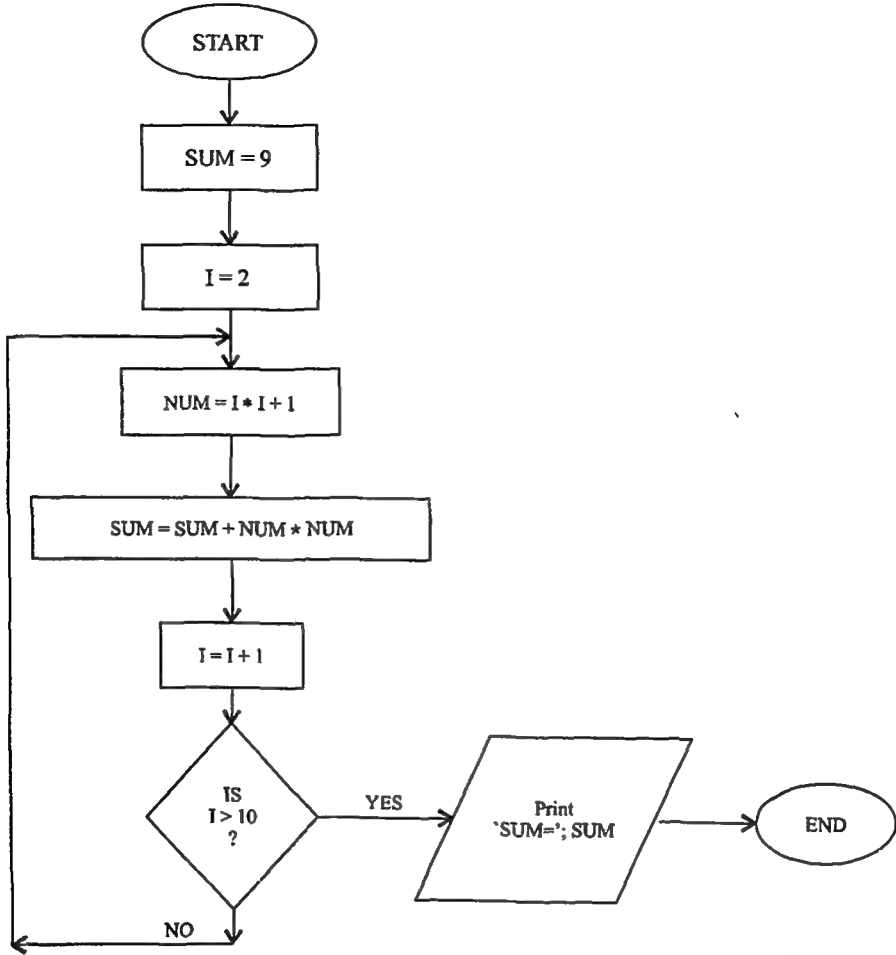 START
SUM = 9
I = 2
NUM = I * I + 1
SUM = SUM + NUM * NUM
I = I + 1
IS
I > 10
?
YES
NO
Print
`SUM='; SUM
END